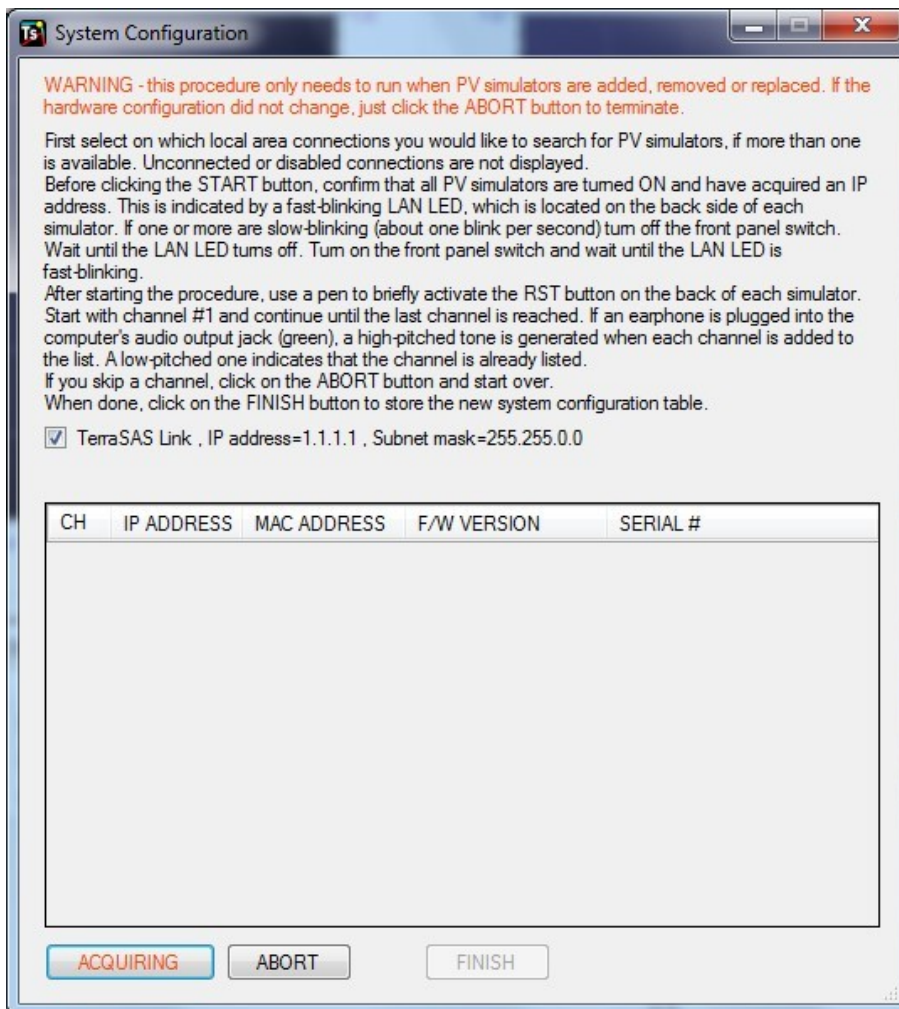 Ts System Configuration
WARNING - this procedure only needs to run when PV simulators are added, removed or replaced. If the
hardware configuration did not change, just click the ABORT button to terminate.
First select on which local area connections you would like to search for PV simulators, if more than one
is available. Unconnected or disabled connections are not displayed.
Before clicking the START button, confirm that all PV simulators are turned ON and have acquired an IP
address. This is indicated by a fast-blinking LAN LED, which is located on the back side of each
simulator. If one or more are slow-blinking (about one blink per second) turn off the front panel switch.
Wait until the LAN LED turns off. Turn on the front panel switch and wait until the LAN LED is
fast-blinking.
After starting the procedure, use a pen to briefly activate the RST button on the back of each simulator.
Start with channel #1 and continue until the last channel is reached. If an earphone is plugged into the
computer's audio output jack (green), a high-pitched tone is generated when each channel is added to
the list. A low-pitched one indicates that the channel is already listed.
If you skip a channel, click on the ABORT button and start over.
When done, click on the FINISH button to store the new system configuration table.
TerraSAS Link , IP address=1.1.1.1 , Subnet mask=255.255.0.0
CH IP ADDRESS MAC ADDRESS F/W VERSION SERIAL #
ACQUIRING ABORT FINISH